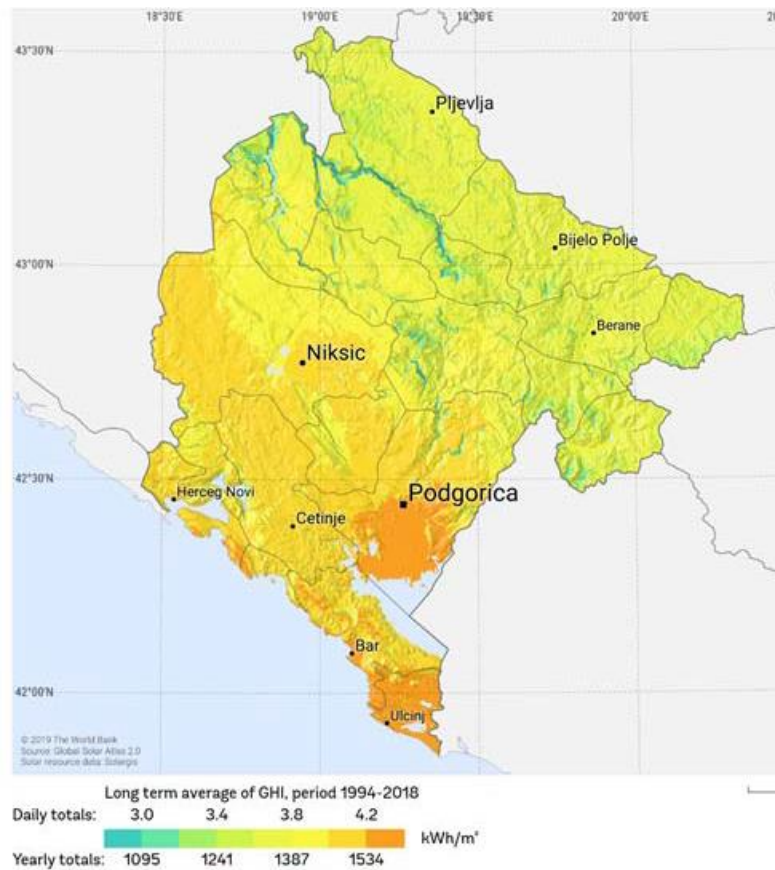 18°30'E 19°00'E 19°30'E 20°00'E
43°30'N
Pljevlja
Bijelo Polje
43°00'N
Berane
Niksic
42°30'N
Podgorica
Herceg Novi
Cetinje
Bar
42°00'N
Ulcinj
© 2019 The World Bank
Source: Global Solar Atlas 2.0
Solar resource data: Solargis
Long term average of GHI, period 1994-2018
Daily totals: 3.0 3.4 3.8 4.2
kWh/m²
Yearly totals: 1095 1241 1387 1534